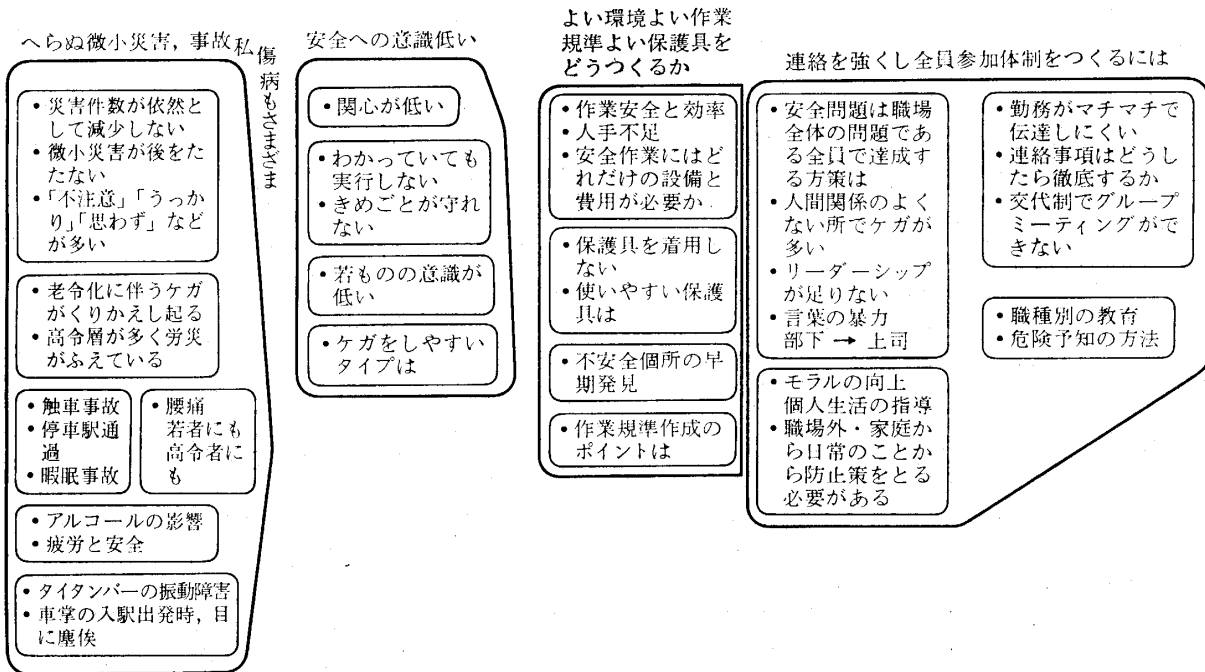 へらぬ微小災害,事故私傷病もさまざま
・災害件数が依然と
して減少しない
・微小災害が後をた
たない
・「不注意」「うっか
り」「思わず」などが
多い
・老令化に伴うケガ
がくりかえし起る
・高令層が多く労災
がふえている
・触車事故
・停車駅通
過
・暇眠事故
・腰痛
若者にも
高令者に
も
・アルコールの影響
・疲労と安全
・タイタンパーの振動障害
・車掌の入駅出発時,目
に塵俟
安全への意識低い
・関心が低い
・わかっていても
実行しない
・きめごとが守れ
ない
・若ものの意識が
低い
・ケガをしやすい
タイプは
よい環境よい作業
規準よい保護具を
どうつくるか
・作業安全と効率
・人手不足
・安全作業にはど
れだけの設備と
費用が必要か
・保護具を着用し
ない
・使いやすい保護
具は
・不安全個所の早
期発見
・作業規準作成の
ポイントは
連絡を強くし全員参加体制をつくるには
・安全問題は職場
全体の問題であ
る全員で達成す
る方策は
・人間関係のよく
ない所でケガが
多い
・リーダーシップ
が足りない
・言葉の暴力
部下 → 上司
・モラルの向上
個人生活の指導
・職場外・家庭か
ら日常のことか
ら防止策をとる
必要がある
・勤務がマチマチで
伝達しにくい
・連絡事項はどうし
たら徹底するか
・交代制でグループ
ミーティングがで
きない
・職種別の教育
・危険予知の方法